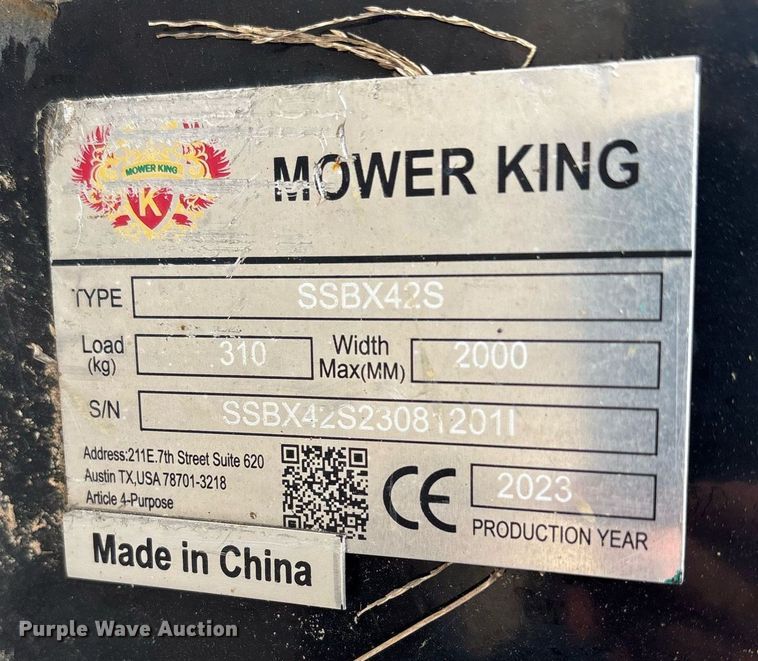 MOWER KING
K
MOWER KING
TYPE SSBX42S
Load (kg) 310 Width Max(MM) 2000
S/N SSBX42S23081201I
Address:211E.7th Street Suite 620
Austin TX,USA 78701-3218
Article 4-Purpose
CE 2023
PRODUCTION YEAR
Made in China
Purple Wave Auction